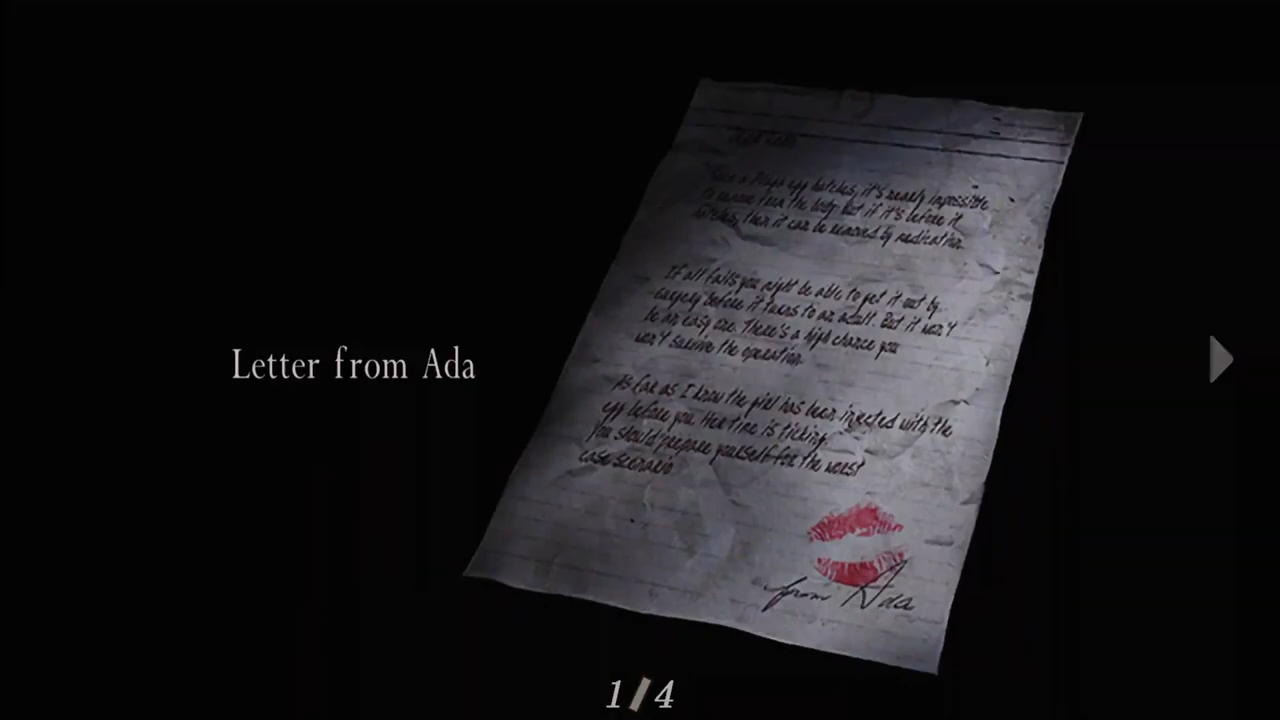 Letter from Ada
Once a Plaga egg hatches, it's nearly impossible
to remove from the body. But if it's before it
hatches, then it can be removed by medication.
If all fails you might be able to get it out by
surgery before it turns to an adult. But it won't
be an easy one. There's a high chance you
won't survive the operation.
As far as I know the girl has been injected with the
egg before you. Her time is ticking.
You should prepare yourself for the worst
case scenario
from Ada
1/4